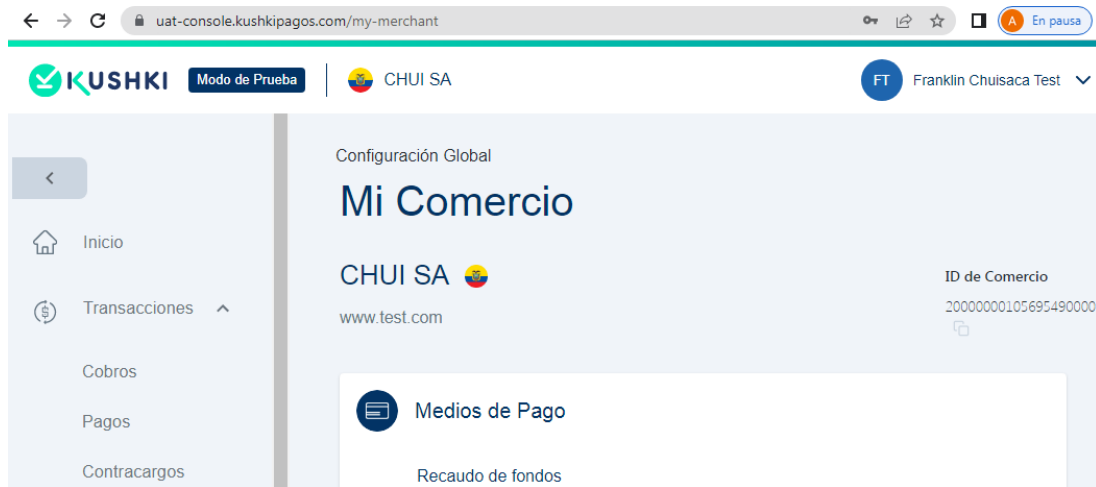 uat-console.kushkipagos.com/my-merchant
A En pausa
KUSHKI Modo de Prueba CHUI SA FT Franklin Chuisaca Test
Configuración Global
Mi Comercio
Inicio
CHUI SA
ID de Comercio
Transacciones
www.test.com
20000000105695490000
Cobros
Medios de Pago
Pagos
Contracargos
Recaudo de fondos